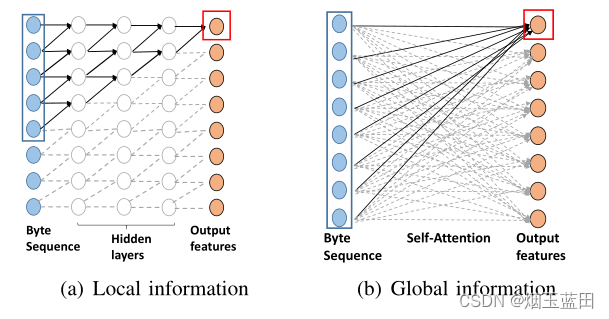 Byte
Sequence
Hidden
layers
Output
features
Byte
Sequence
Self-Attention
Output
features
(a) Local information
(b) Global information
CSDN @烟玉蓝田